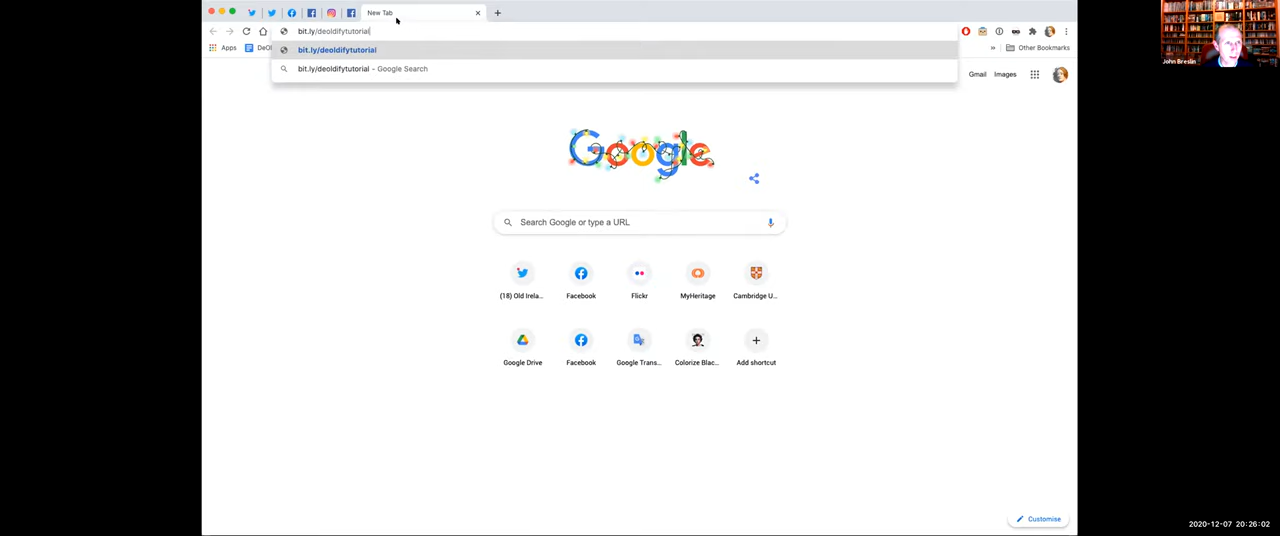 New Tab
bit.ly/deoldifytutorial
bit.ly/deoldifytutorial
bit.ly/deoldifytutorial - Google Search
Apps
DeOl
»
Other Bookmarks
Gmail
Images
John Breslin
Google
Search Google or type a URL
(18) Old Irela...
Facebook
Flickr
MyHeritage
Cambridge U...
Google Drive
Facebook
Google Trans...
Colorize Blac...
Add shortcut
Customise
2020-12-07 20:26:02